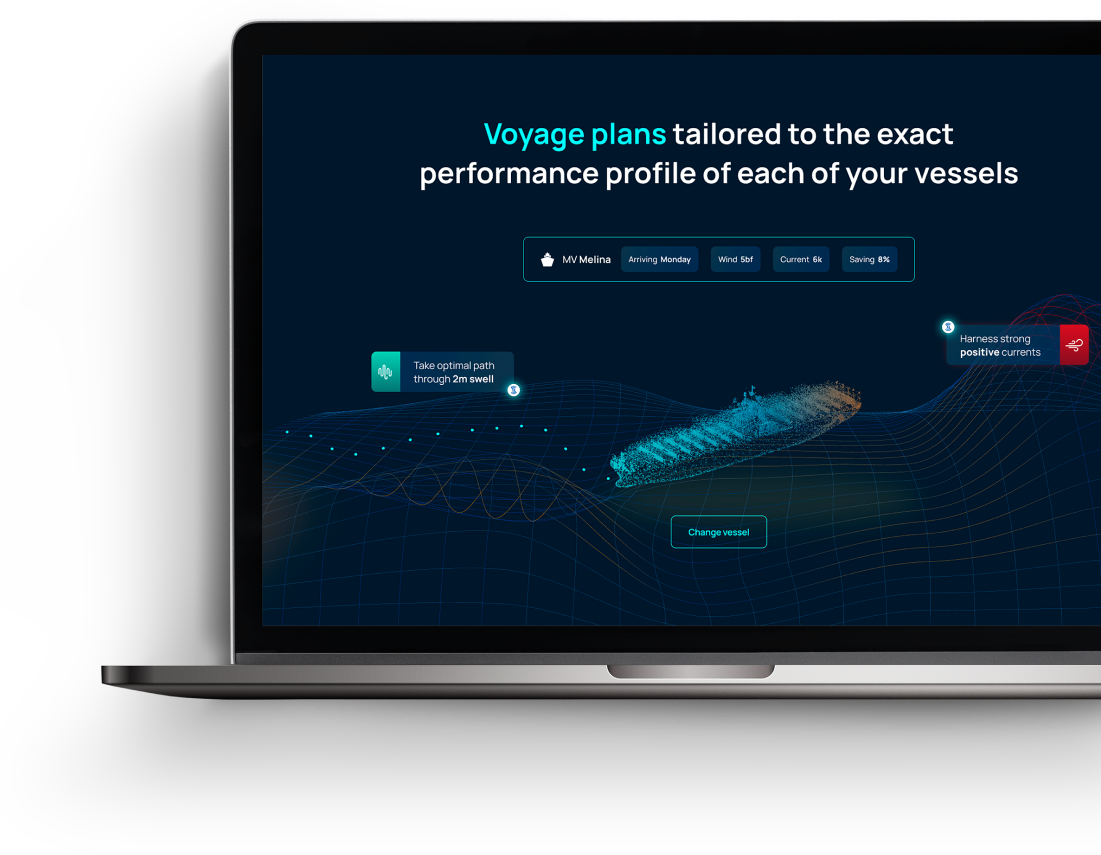 Voyage plans tailored to the exact
performance profile of each of your vessels
MV Melina Arriving Monday Wind 5bf Current 6k Saving 8%
Harness strong
positive currents
Take optimal path
through 2m swell
Change vessel